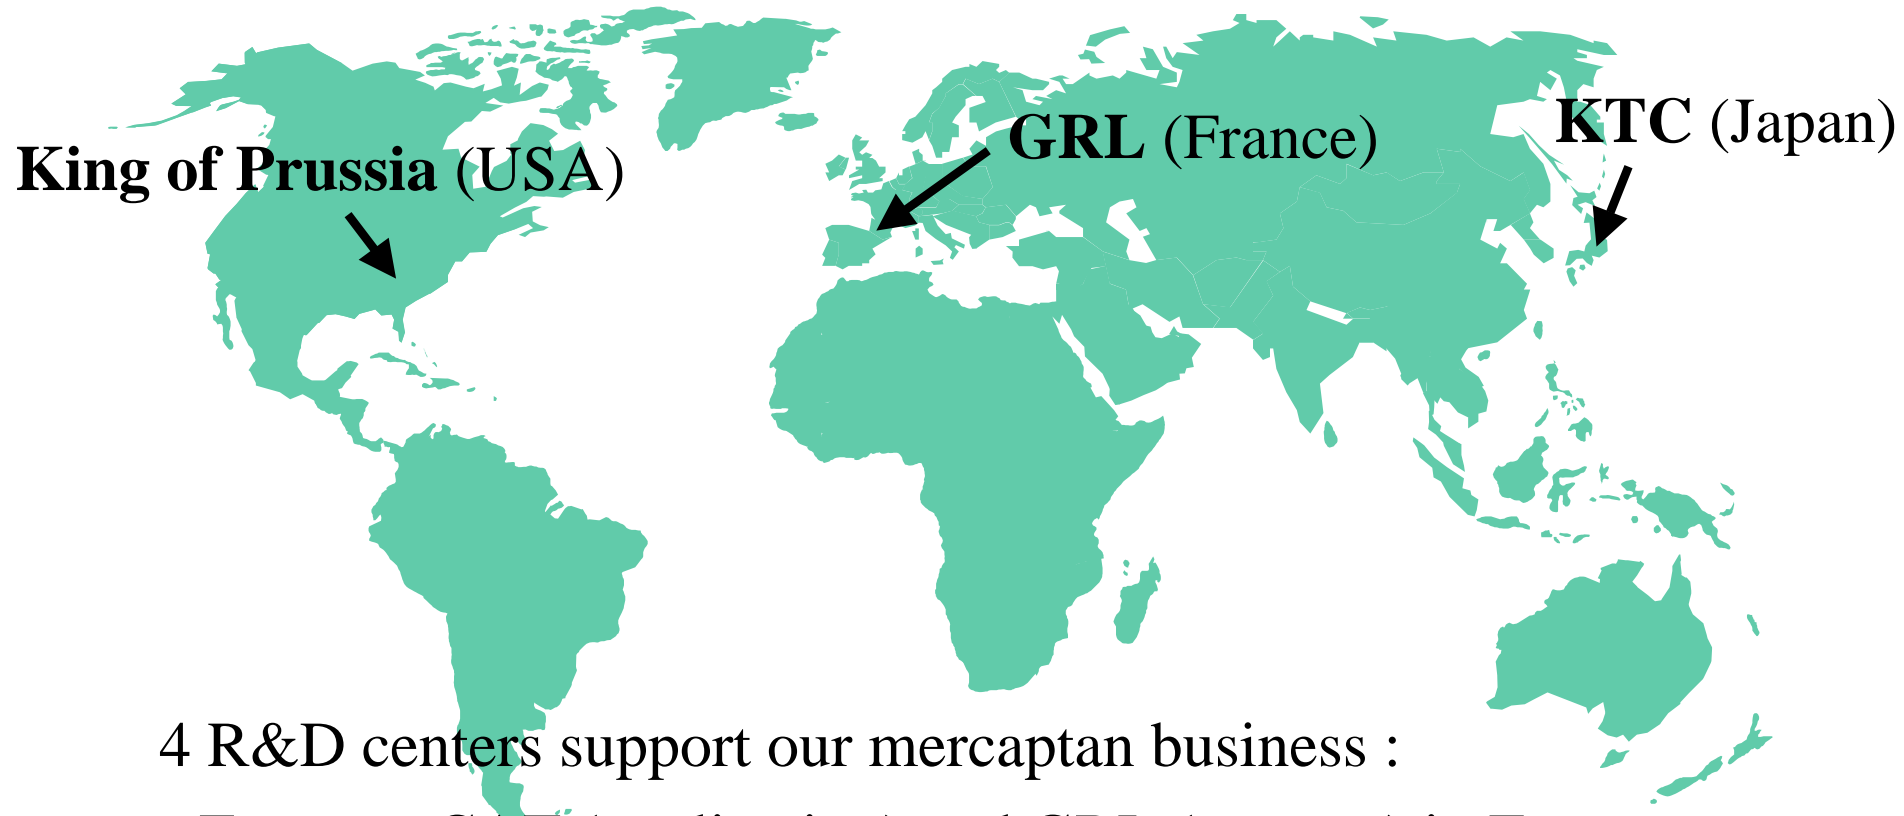 KTC (Japan)
GRL (France)
King of Prussia (USA)
4 R&D centers support our mercaptan business :